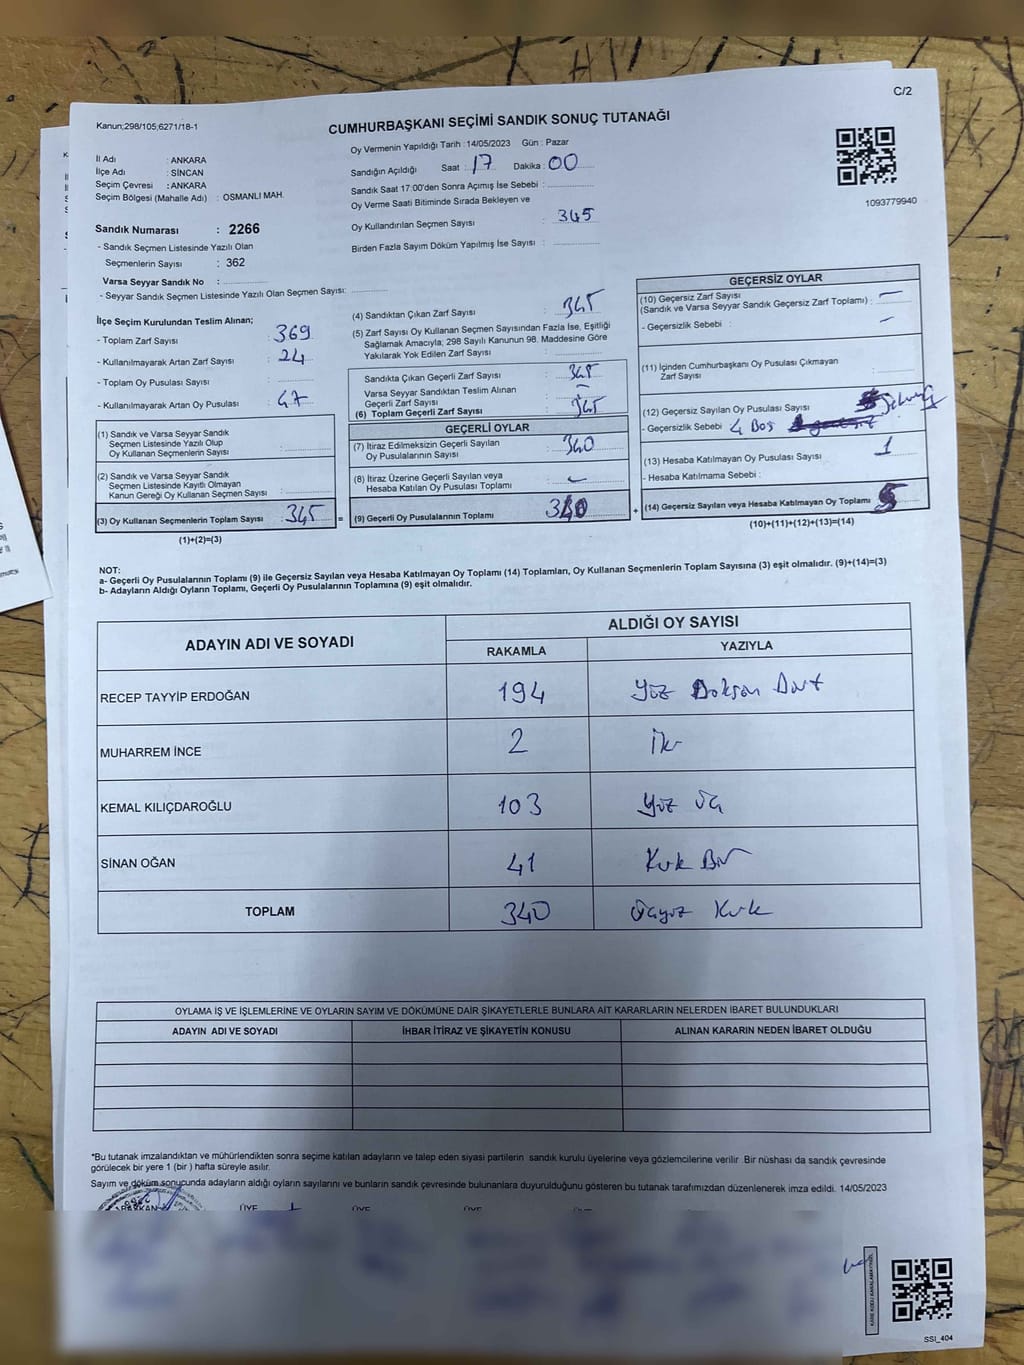 C/2
Kanun;298/105;6271/18-1
CUMHURBAŞKANI SEÇİMİ SANDIK SONUÇ TUTANAĞI
1093779940
İl Adı : ANKARA
İlçe Adı : SİNCAN
Seçim Çevresi : ANKARA
Seçim Bölgesi (Mahalle Adı) : OSMANLI MAH.
Sandık Numarası : 2266
- Sandık Seçmen Listesinde Yazılı Olan
Seçmenlerin Sayısı : 362
Varsa Seyyar Sandık No :
- Seyyar Sandık Seçmen Listesinde Yazılı Olan Seçmen Sayısı:
Oy Vermenin Yapıldığı Tarih : 14/05/2023 Gün : Pazar
Sandığın Açıldığı Saat : 17 Dakika : 00
Sandık Saat 17:00'den Sonra Açımış İse Sebebi :
Oy Verme Saati Bitiminde Sırada Bekleyen ve
Oy Kullandırılan Seçmen Sayısı : 345
Birden Fazla Sayım Döküm Yapılmış İse Sayısı :
İlçe Seçim Kurulundan Teslim Alınan;
- Toplam Zarf Sayısı : 369
- Kullanılmayarak Artan Zarf Sayısı : 24
- Toplam Oy Pusulası Sayısı :
- Kullanılmayarak Artan Oy Pusulası : 47
(1) Sandık ve Varsa Seyyar Sandık
Seçmen Listesinde Yazılı Olup
Oy Kullanan Seçmenlerin Sayısı :
(2) Sandık ve Varsa Seyyar Sandık
Seçmen Listesinde Kayıtlı Olmayan
Kanun Gereği Oy Kullanan Seçmen Sayısı :
(3) Oy Kullanan Seçmenlerin Toplam Sayısı : 345
(1)+(2)=(3)
(4) Sandıktan Çıkan Zarf Sayısı : 345
(5) Zarf Sayısı Oy Kullanan Seçmen Sayısından Fazla İse, Eşitliği
Sağlamak Amacıyla; 298 Sayılı Kanunun 98. Maddesine Göre
Yakılarak Yok Edilen Zarf Sayısı :
Sandıkta Çıkan Geçerli Zarf Sayısı : 345
Varsa Seyyar Sandıktan Teslim Alınan
Geçerli Zarf Sayısı : –
(6) Toplam Geçerli Zarf Sayısı : 345
GEÇERLİ OYLAR
(7) İtiraz Edilmeksizin Geçerli Sayılan
Oy Pusulalarının Sayısı : 340
(8) İtiraz Üzerine Geçerli Sayılan veya
Hesaba Katılan Oy Pusulası Toplamı : –
= (9) Geçerli Oy Pusulalarının Toplamı : 340
GEÇERSİZ OYLAR
(10) Geçersiz Zarf Sayısı
(Sandık ve Varsa Seyyar Sandık Geçersiz Zarf Toplamı) : –
- Geçersizlik Sebebi : –
(11) İçinden Cumhurbaşkanı Oy Pusulası Çıkmayan
Zarf Sayısı :
(12) Geçersiz Sayılan Oy Pusulası Sayısı :
- Geçersizlik Sebebi 4 Boş
(13) Hesaba Katılmayan Oy Pusulası Sayısı : 1
- Hesaba Katılmama Sebebi :
+ (14) Geçersiz Sayılan veya Hesaba Katılmayan Oy Toplamı : 5
(10)+(11)+(12)+(13)=(14)
NOT:
a- Geçerli Oy Pusulalarının Toplamı (9) ile Geçersiz Sayılan veya Hesaba Katılmayan Oy Toplamı (14) Toplamları, Oy Kullanan Seçmenlerin Toplam Sayısına (3) eşit olmalıdır. (9)+(14)=(3)
b- Adayların Aldığı Oyların Toplamı, Geçerli Oy Pusulalarının Toplamına (9) eşit olmalıdır.
ADAYIN ADI VE SOYADI ALDIĞI OY SAYISI
RAKAMLA YAZIYLA
RECEP TAYYİP ERDOĞAN 194 Yüz Doksan Dört
MUHARREM İNCE 2 İki
KEMAL KILIÇDAROĞLU 103 Yüz Üç
SİNAN OĞAN 41 Kırk Bir
TOPLAM 340 Üçyüz Kırk
OYLAMA İŞ VE İŞLEMLERİNE VE OYLARIN SAYIM VE DÖKÜMÜNE DAİR ŞİKAYETLERLE BUNLARA AİT KARARLARIN NELERDEN İBARET BULUNDUKLARI
ADAYIN ADI VE SOYADI İHBAR İTİRAZ VE ŞİKAYETİN KONUSU ALINAN KARARIN NEDEN İBARET OLDUĞU
*Bu tutanak imzalandıktan ve mühürlendikten sonra seçime katılan adayların ve talep eden siyasi partilerin sandık kurulu üyelerine veya gözlemcilerine verilir. Bir nüshası da sandık çevresinde
görülecek bir yere 1 (bir ) hafta süreyle asılır.
Sayım ve döküm sonucunda adayların aldığı oyların sayılarını ve bunların sandık çevresinde bulunanlara duyurulduğunu gösteren bu tutanak tarafımızdan düzenlenerek imza edildi. 14/05/2023
BAŞKAN ÜYE ÜYE ÜYE ÜYE
KARE KODU KARALAMAYINIZ.
SSI_404